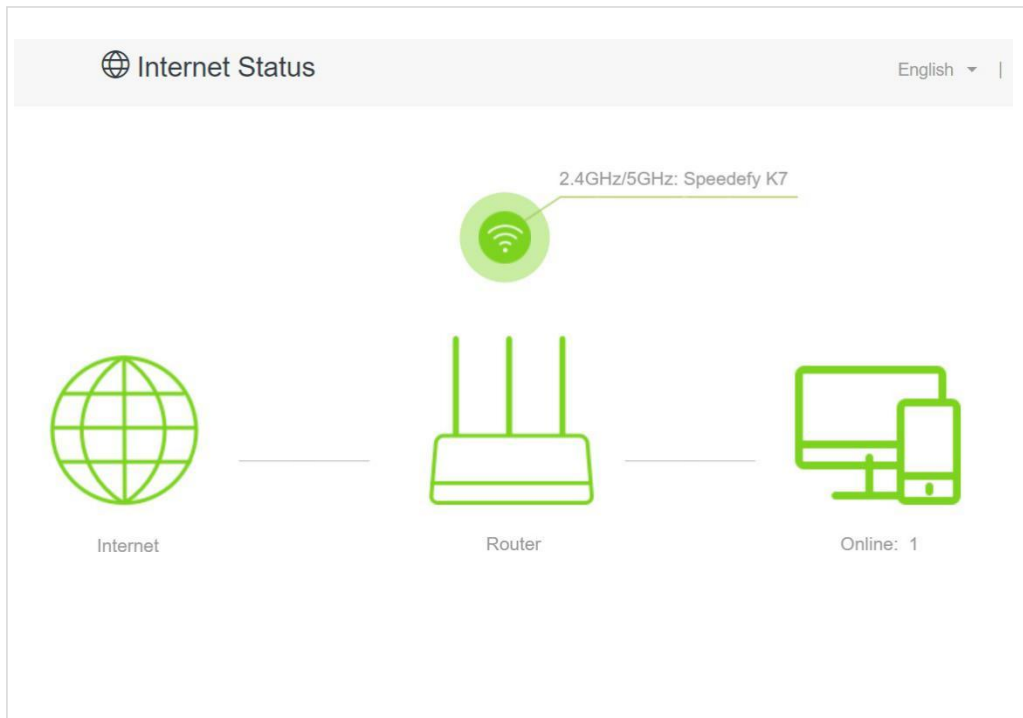 Internet Status
English |
2.4GHz/5GHz: Speedefy K7
Internet
Router
Online: 1